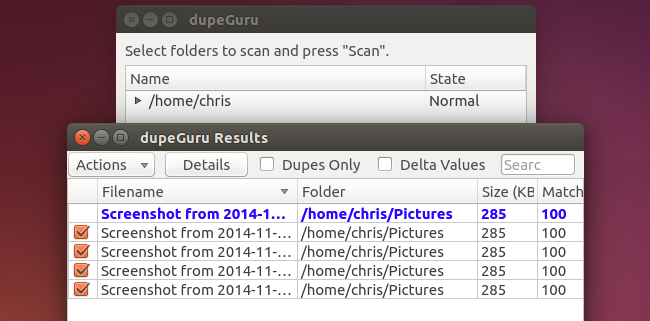 dupeGuru
Select folders to scan and press "Scan".
Name State
/home/chris Normal
dupeGuru Results
Actions Details Dupes Only Delta Values Searc
Filename Folder Size (KB Match
Screenshot from 2014-1... /home/chris/Pictures 285 100
Screenshot from 2014-11-... /home/chris/Pictures 285 100
Screenshot from 2014-11-... /home/chris/Pictures 285 100
Screenshot from 2014-11-... /home/chris/Pictures 285 100
Screenshot from 2014-11-... /home/chris/Pictures 285 100